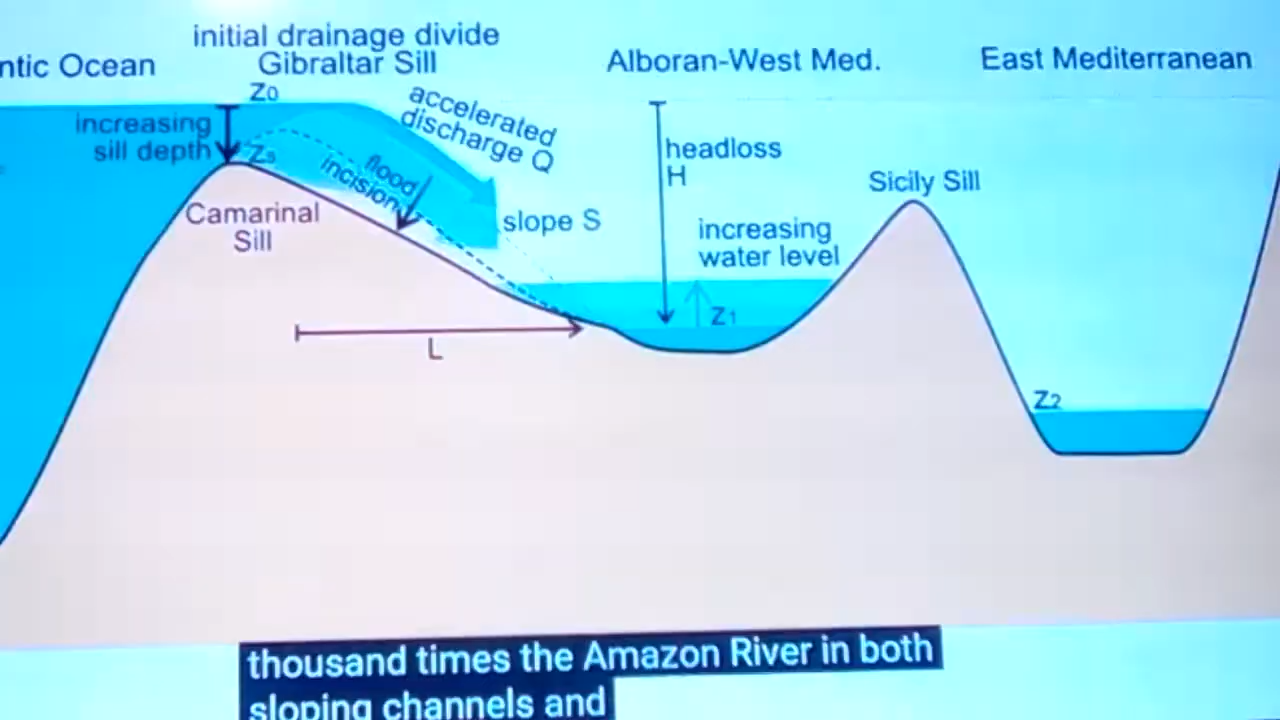 initial drainage divide
ntic Ocean
Gibraltar Sill
Alboran-West Med.
East Mediterranean
Z0
accelerated
discharge Q
increasing
sill depth
Zs
flood
incision
headloss
H
Sicily Sill
Camarinal
Sill
slope S
increasing
water level
Z1
L
Z2
thousand times the Amazon River in both
sloping channels and